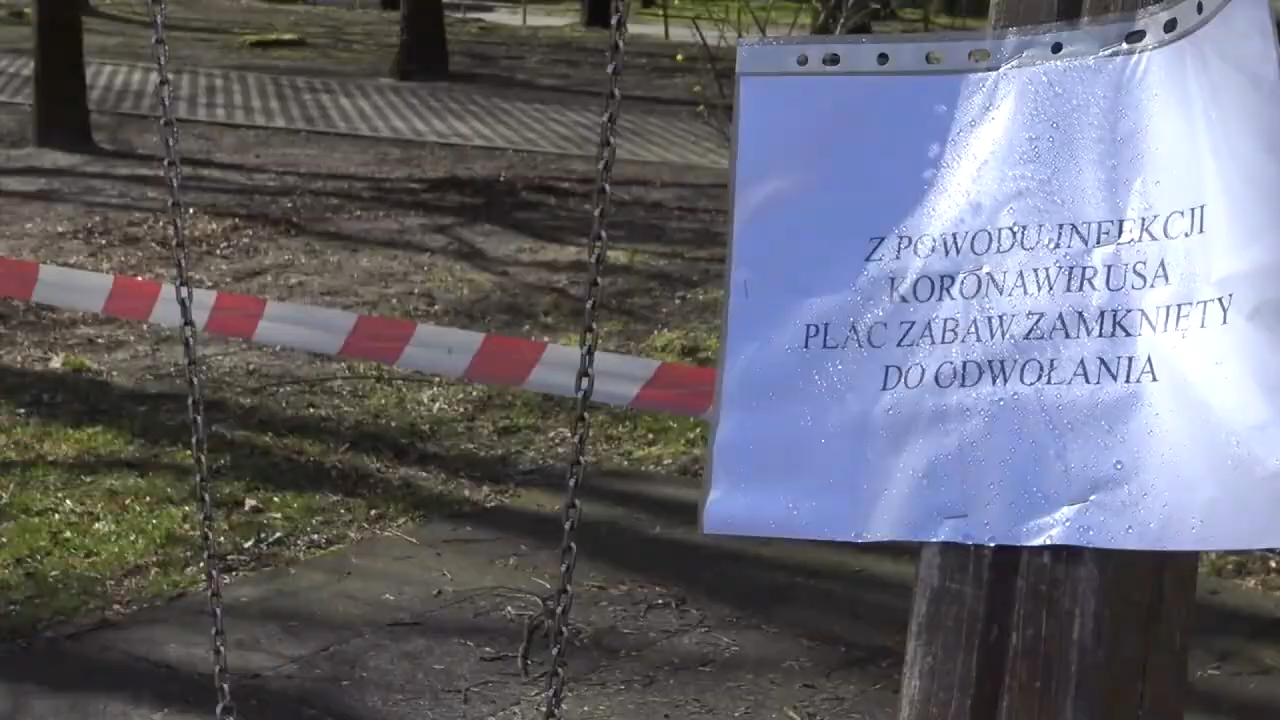 Z POWODU INFEKCJI
KORONAWIRUSA
PLAC ZABAW ZAMKNIĘTY
DO ODWOŁANIA